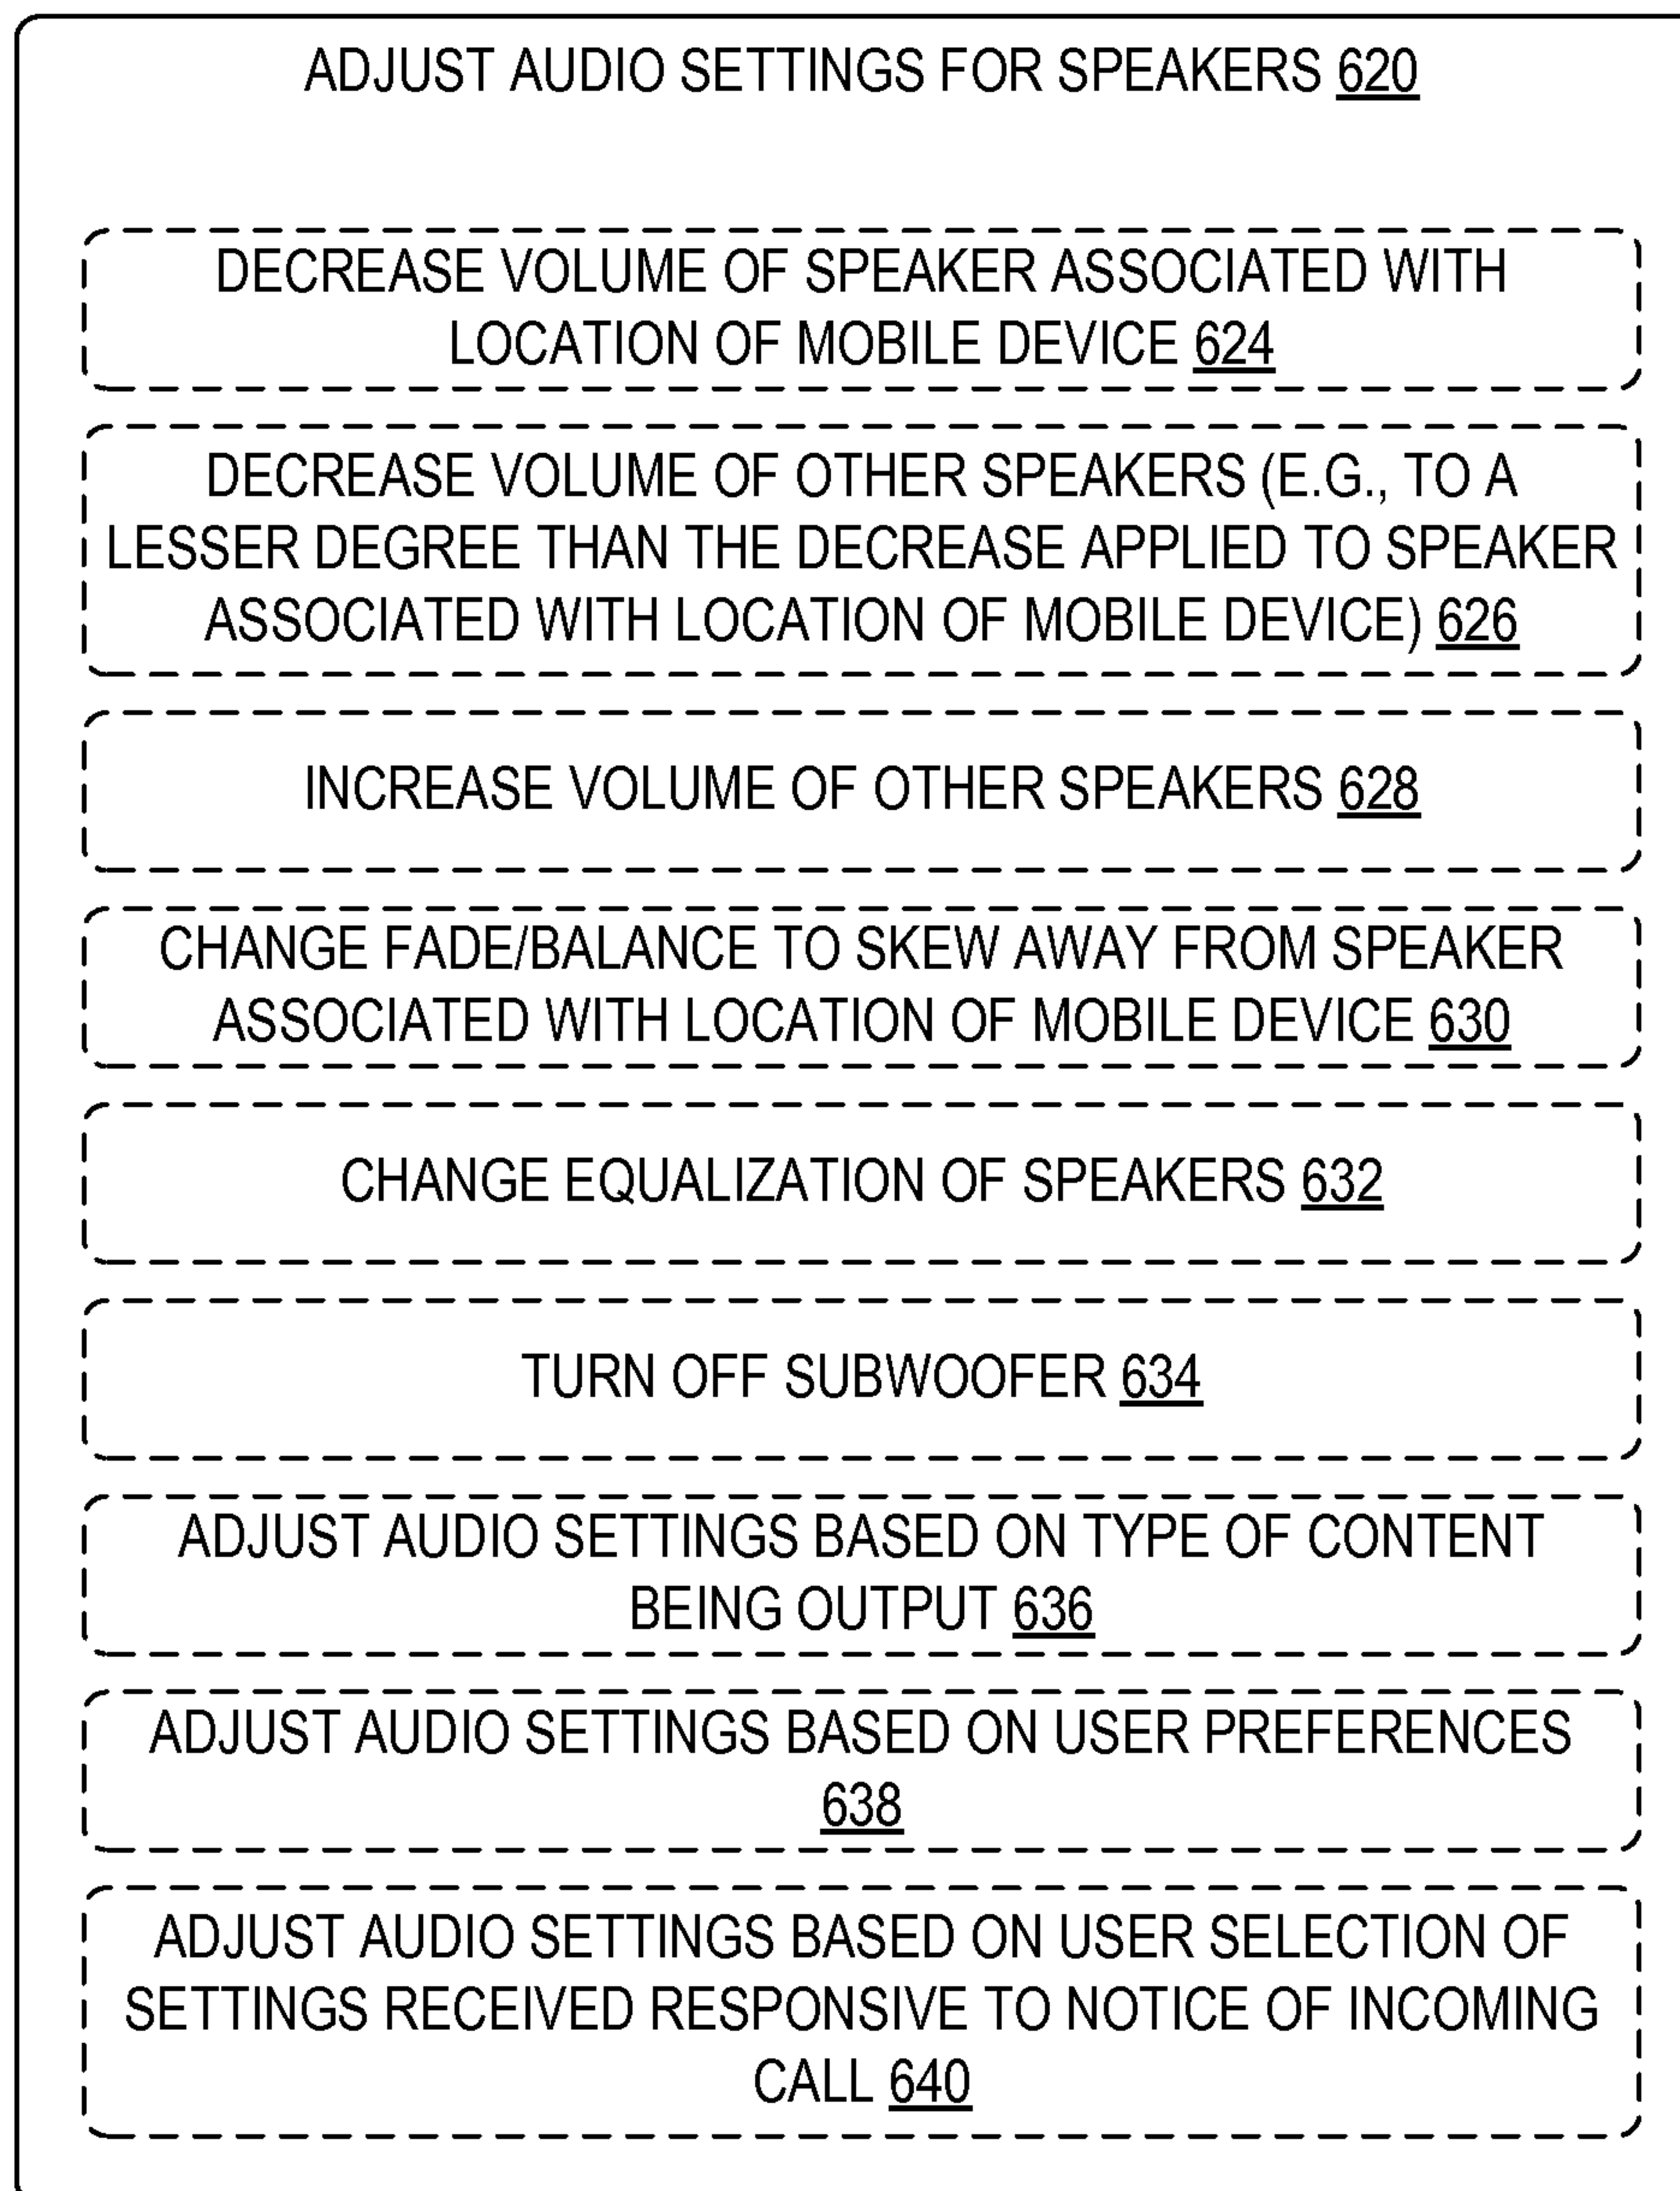 ADJUST AUDIO SETTINGS FOR SPEAKERS 620
DECREASE VOLUME OF SPEAKER ASSOCIATED WITH
LOCATION OF MOBILE DEVICE 624
DECREASE VOLUME OF OTHER SPEAKERS (E.G., TO A
LESSER DEGREE THAN THE DECREASE APPLIED TO SPEAKER
ASSOCIATED WITH LOCATION OF MOBILE DEVICE) 626
INCREASE VOLUME OF OTHER SPEAKERS 628
CHANGE FADE/BALANCE TO SKEW AWAY FROM SPEAKER
ASSOCIATED WITH LOCATION OF MOBILE DEVICE 630
CHANGE EQUALIZATION OF SPEAKERS 632
TURN OFF SUBWOOFER 634
ADJUST AUDIO SETTINGS BASED ON TYPE OF CONTENT
BEING OUTPUT 636
ADJUST AUDIO SETTINGS BASED ON USER PREFERENCES
638
ADJUST AUDIO SETTINGS BASED ON USER SELECTION OF
SETTINGS RECEIVED RESPONSIVE TO NOTICE OF INCOMING
CALL 640